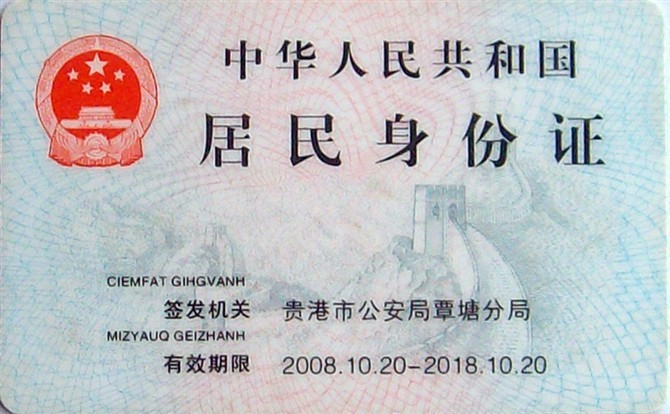 中华人民共和国
居民身份证
CIEMFAT GIHGVANH
签发机关 贵港市公安局覃塘分局
MIZYAUQ GEIZHANH
有效期限 2008.10.20-2018.10.20